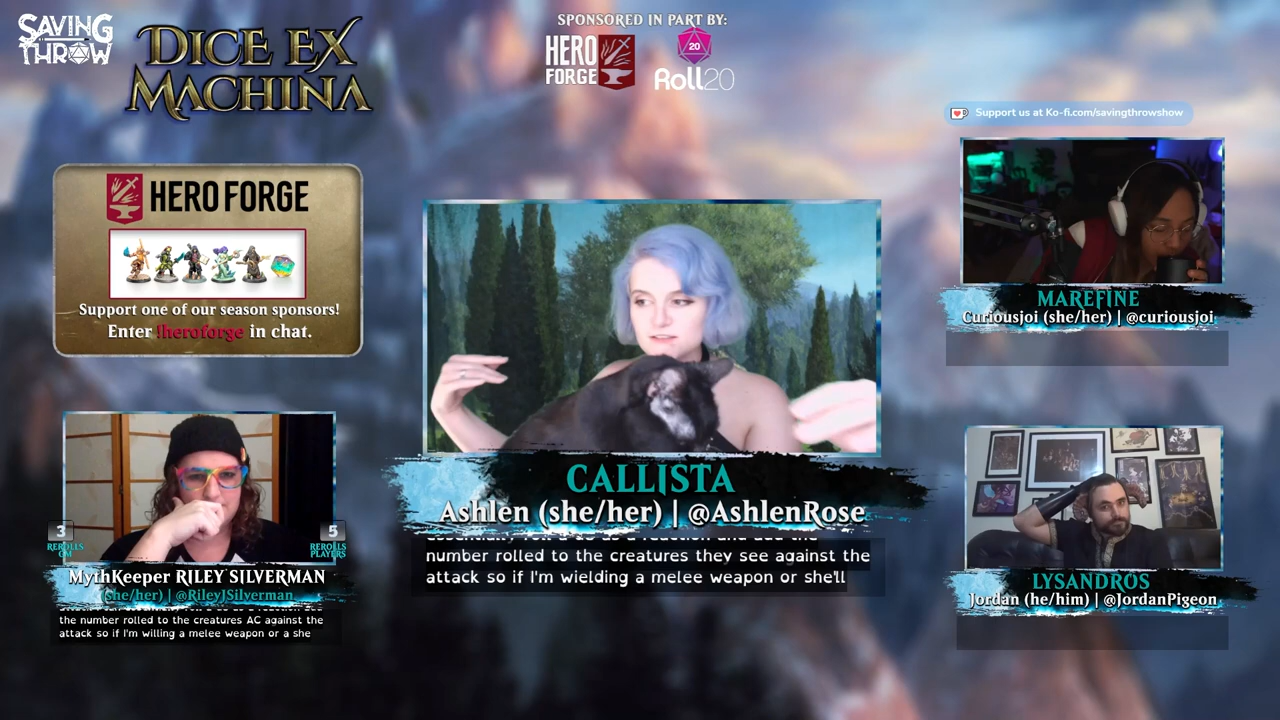 SAVING
THROW
DICE EX
MACHINA
SPONSORED IN PART BY:
HERO
FORGE
20
Roll20
Support us at Ko-fi.com/savingthrowshow
HERO FORGE
Support one of our season sponsors!
Enter !heroforge in chat.
MAREFINE
Curiousjoi (she/her) | @curiousjoi
CALLISTA
Ashlen (she/her) | @AshlenRose
number rolled to the creatures they see against the
attack so if I'm wielding a melee weapon or she'll
3
REROLLS
GM
5
REROLLS
PLAYERS
MYTHKEEPER RILEY SILVERMAN
(she/her) | @RileyJSilverman
the number rolled to the creatures AC against the
attack so if I'm willing a melee weapon or a she
LYSANDROS
Jordan (he/him) | @JordanPigeon